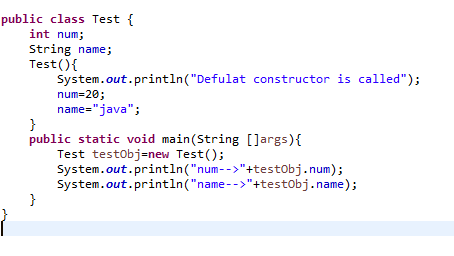 public class Test {
int num;
String name;
Test(){
System.out.println("Defulat constructor is called");
num=20;
name="java";
}
public static void main(String []args){
Test testObj=new Test();
System.out.println("num-->"+testObj.num);
System.out.println("name-->"+testObj.name);
}
}